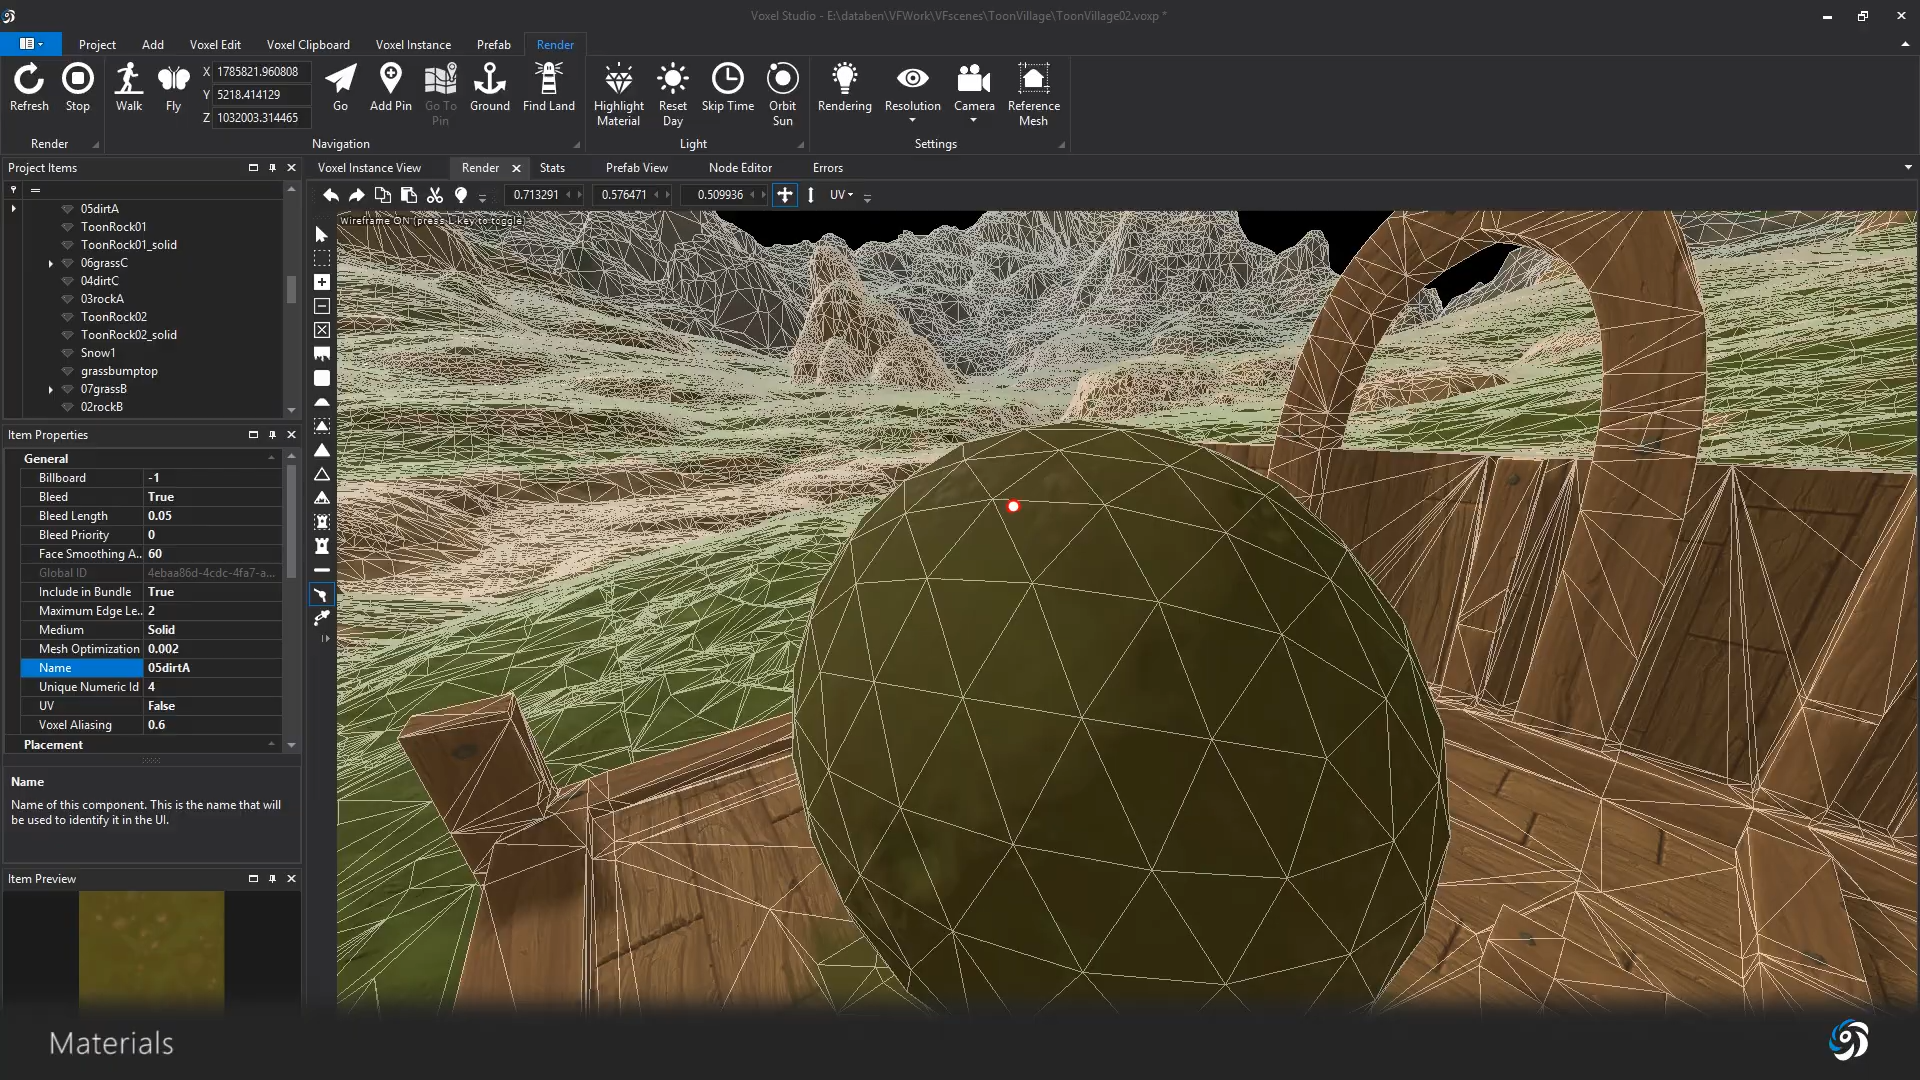 Voxel Studio - E:\databen\VFWork\VFscenes\ToonVillage\ToonVillage02.voxp *
Project Add Voxel Edit Voxel Clipboard Voxel Instance Prefab Render
X 1785821.960808
Y 5218.414129
Z 1032003.314465
Refresh Stop Walk Fly Go Add Pin Go To Pin Ground Find Land Highlight Material Reset Day Skip Time Orbit Sun Rendering Resolution Camera Reference Mesh
Render Navigation Light Settings
Project Items
Voxel Instance View Render Stats Prefab View Node Editor Errors
0.713291 0.576471 0.509936 UV
Wireframe ON (press L key to toggle)
05dirtA
ToonRock01
ToonRock01_solid
06grassC
04dirtC
03rockA
ToonRock02
ToonRock02_solid
Snow1
grassbumptop
07grassB
02rockB
Item Properties
General
Billboard -1
Bleed True
Bleed Length 0.05
Bleed Priority 0
Face Smoothing A.. 60
Global ID 4ebaa86d-4cdc-4fa7-a...
Include in Bundle True
Maximum Edge Le.. 2
Medium Solid
Mesh Optimization 0.002
Name 05dirtA
Unique Numeric Id 4
UV False
Voxel Aliasing 0.6
Placement
Name
Name of this component. This is the name that will
be used to identify it in the UI.
Item Preview
Materials